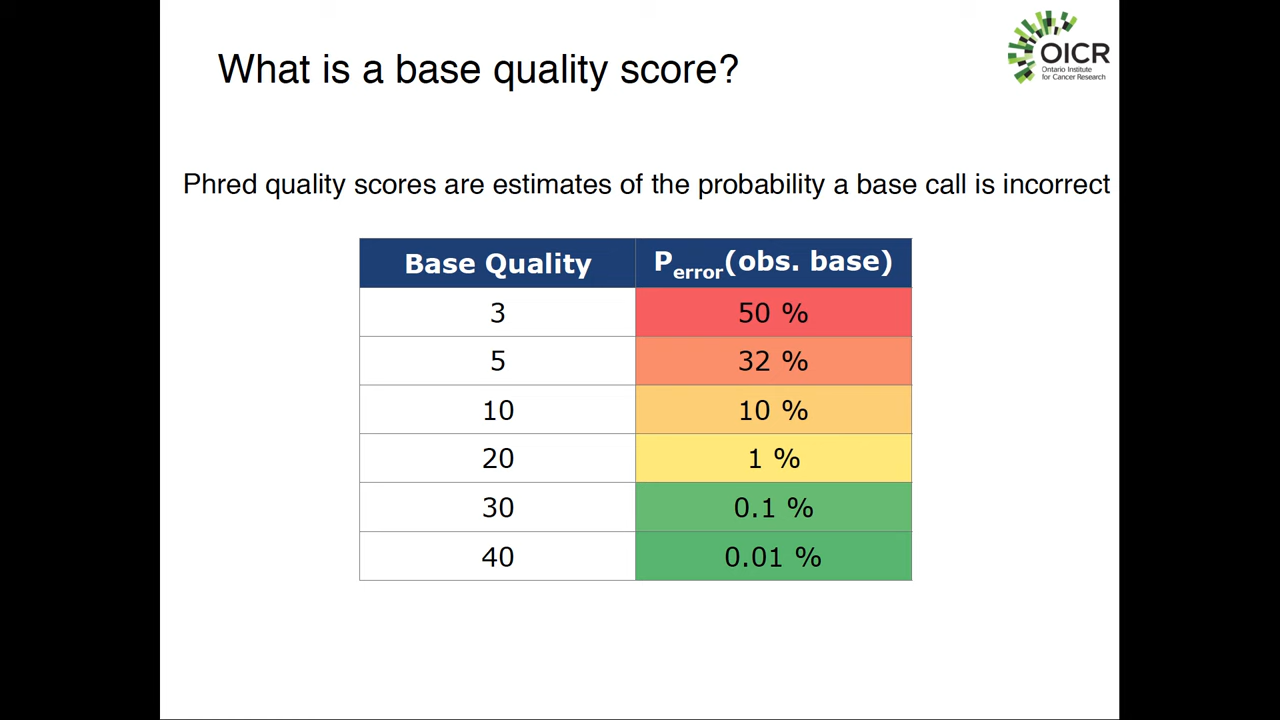 What is a base quality score?
OICR
Ontario Institute
for Cancer Research
Phred quality scores are estimates of the probability a base call is incorrect
Base Quality Perror(obs. base)
3 50 %
5 32 %
10 10 %
20 1 %
30 0.1 %
40 0.01 %